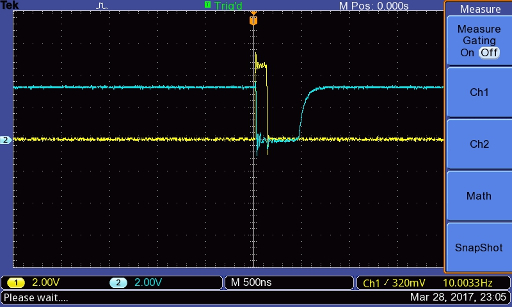 Tek Trig'd M Pos: 0.000s Measure
T
Measure
Gating
On Off
Ch1
2
Ch2
Math
SnapShot
1 2.00V 2 2.00V M 500ns Ch1 / 320mV 10.0033Hz
Please wait.... Mar 28, 2017, 23:05